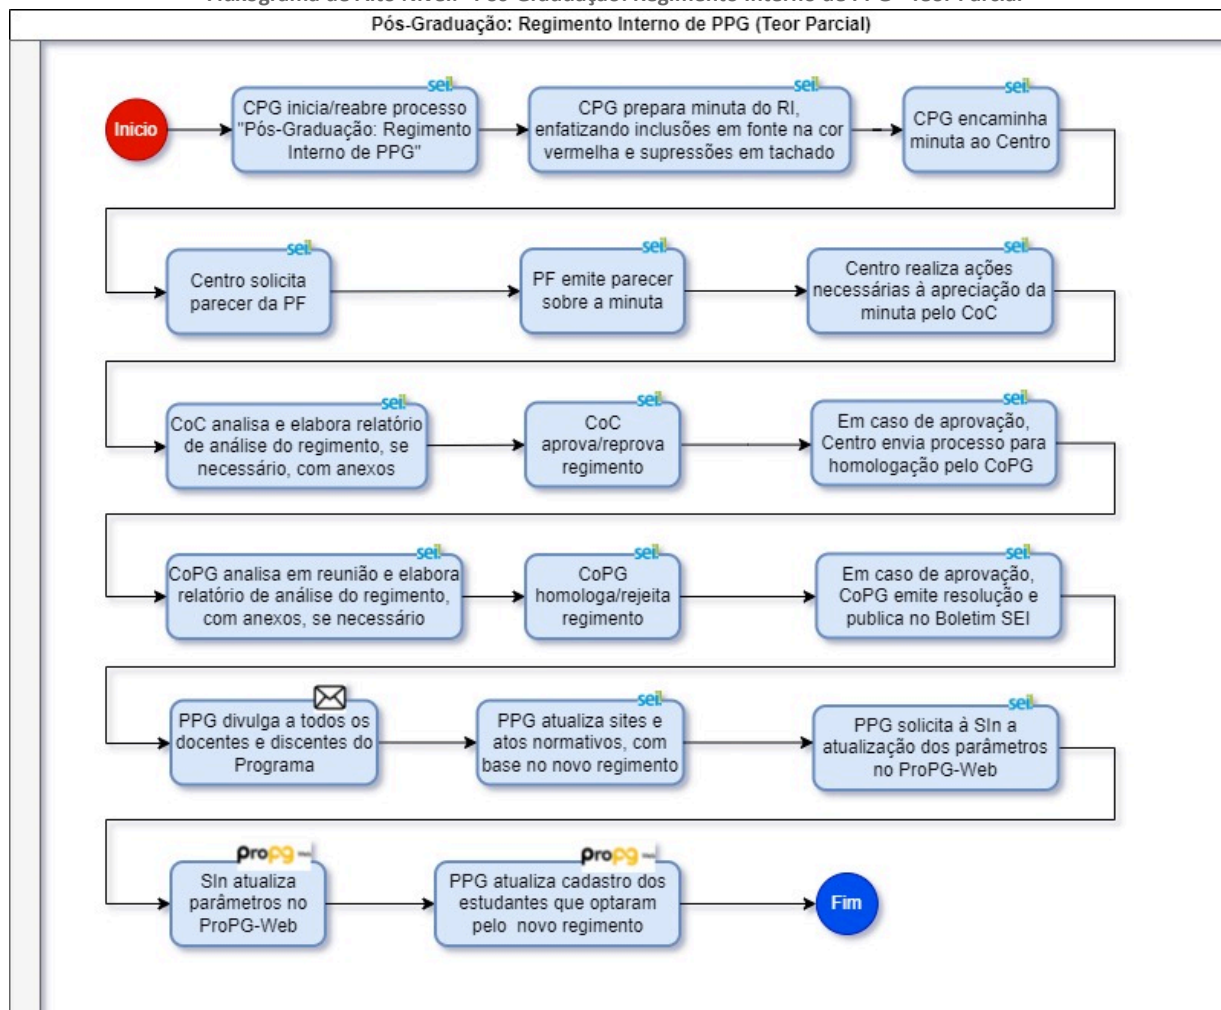 Pós-Graduação: Regimento Interno de PPG (Teor Parcial)
sei!
sei!
sei!
Início
CPG inicia/reabre processo
"Pós-Graduação: Regimento
Interno de PPG"
CPG prepara minuta do RI,
enfatizando inclusões em fonte na cor
vermelha e supressões em tachado
CPG encaminha
minuta ao Centro
sei!
sei!
sei!
Centro solicita
parecer da PF
PF emite parecer
sobre a minuta
Centro realiza ações
necessárias à apreciação da
minuta pelo CoC
sei!
sei!
sei!
CoC analisa e elabora relatório
de análise do regimento, se
necessário, com anexos
CoC
aprova/reprova
regimento
Em caso de aprovação,
Centro envia processo para
homologação pelo CoPG
sei!
sei!
sei!
CoPG analisa em reunião e elabora
relatório de análise do regimento,
com anexos, se necessário
CoPG
homologa/rejeita
regimento
Em caso de aprovação,
CoPG emite resolução e
publica no Boletim SEI
sei!
sei!
PPG divulga a todos os
docentes e discentes do
Programa
PPG atualiza sites e
atos normativos, com
base no novo regimento
PPG solicita à SIn a
atualização dos parâmetros
no ProPG-Web
propg
propg
SIn atualiza
parâmetros no
ProPG-Web
PPG atualiza cadastro dos
estudantes que optaram
pelo novo regimento
Fim